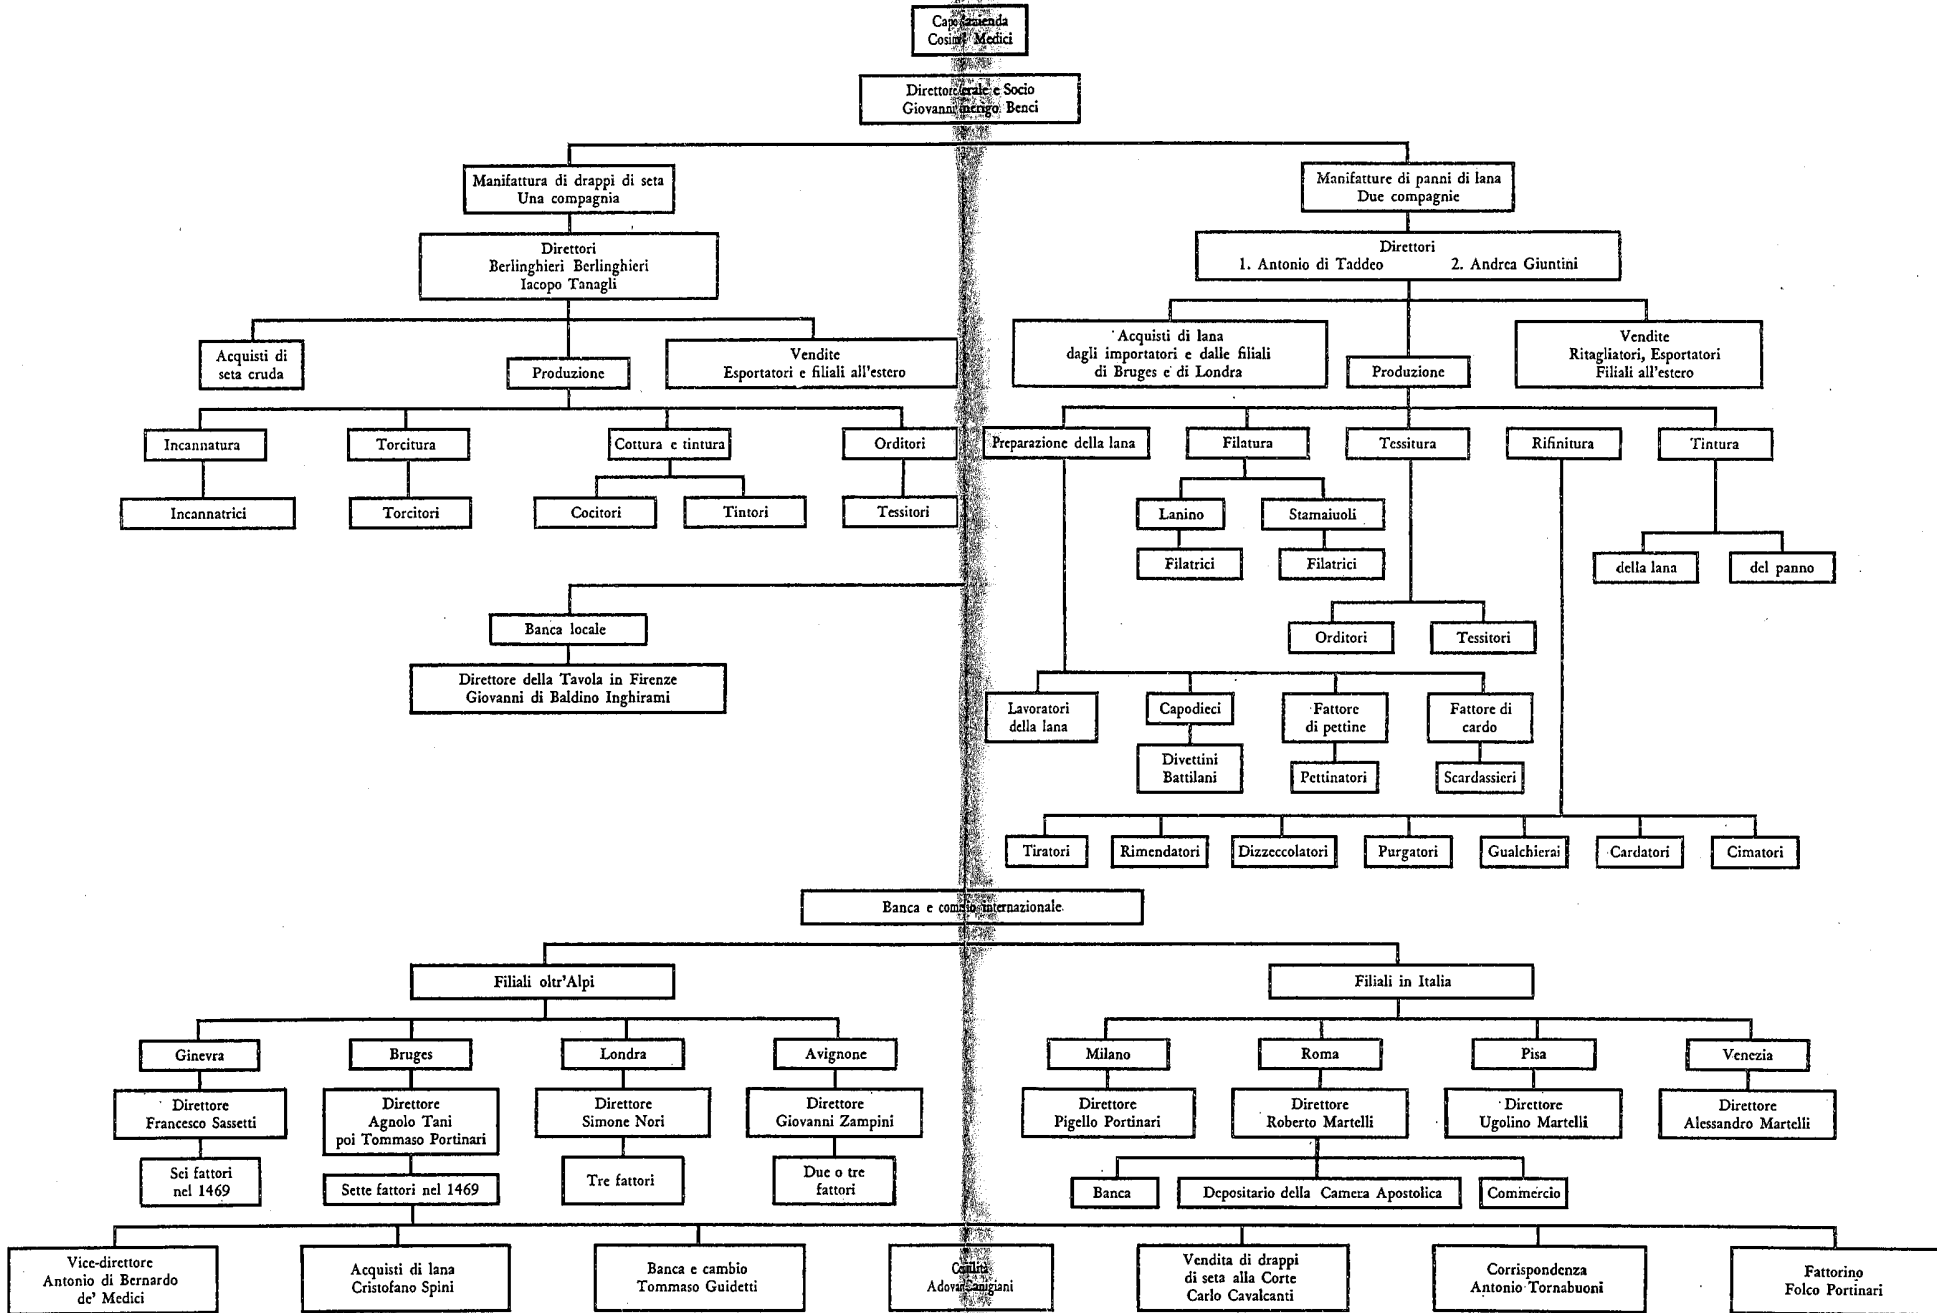 Cosimo Medici
e Socio
Giovanni Benci
Manifattura di drappi di seta
Una compagnia
Direttori
Berlinghieri Berlinghieri
Iacopo Tanagli
Acquisti di
seta cruda
Produzione
Vendite
Esportatori e filiali all'estero
Incannatura
Torcitura
Cottura e tintura
Orditori
Incannatrici
Torcitori
Cocitori
Tintori
Tessitori
Manifatture di panni di lana
Due compagnie
Direttori
1. Antonio di Taddeo 2. Andrea Giuntini
Acquisti di lana
dagli importatori e dalle filiali
di Bruges e di Londra
Produzione
Vendite
Ritagliatori, Esportatori
Filiali all'estero
Preparazione della lana
Filatura
Tessitura
Rifinitura
Tintura
Lanino
Stamaiuoli
Filatrici
Filatrici
della lana
del panno
Orditori
Tessitori
Lavoratori
della lana
Capodieci
Fattore
di pettine
Fattore di
cardo
Divettini
Battilani
Pettinatori
Scardassieri
Tiratori
Rimendatori
Dizzeccolatori
Purgatori
Gualchierai
Cardatori
Cimatori
Banca locale
Direttore della Tavola in Firenze
Giovanni di Baldino Inghirami
Banca e internazionale
Filiali oltr'Alpi
Filiali in Italia
Ginevra
Bruges
Londra
Avignone
Milano
Roma
Pisa
Venezia
Direttore
Francesco Sassetti
Direttore
Agnolo Tani
poi Tommaso Portinari
Direttore
Simone Nori
Direttore
Giovanni Zampini
Direttore
Pigello Portinari
Direttore
Roberto Martelli
Direttore
Ugolino Martelli
Direttore
Alessandro Martelli
Sei fattori
nel 1469
Sette fattori nel 1469
Tre fattori
Due o tre
fattori
Banca
Depositario della Camera Apostolica
Commercio
Vice-direttore
Antonio di Bernardo
de' Medici
Acquisti di lana
Cristofano Spini
Banca e cambio
Tommaso Guidetti
Vendita di drappi
di seta alla Corte
Carlo Cavalcanti
Corrispondenza
Antonio Tornabuoni
Fattorino
Folco Portinari